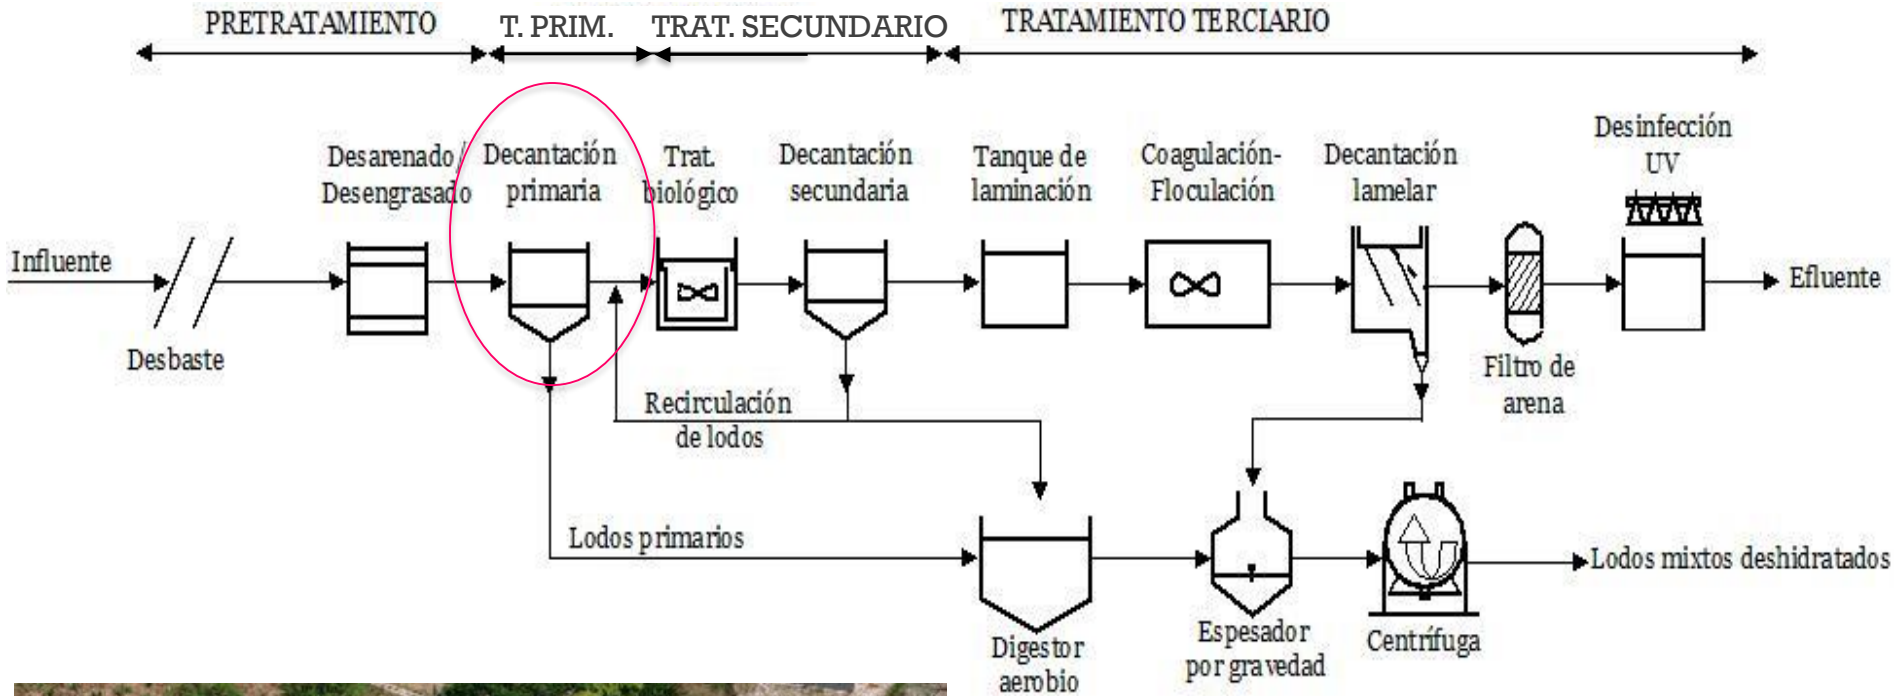 PRETRATAMIENTO
T. PRIM.
TRAT. SECUNDARIO
TRATAMIENTO TERCIARIO
Desarenado /
Desengrasado
Decantación
primaria
Trat.
biológico
Decantación
secundaria
Tanque de
laminación
Coagulación-
Floculación
Decantación
lamelar
Desinfección
UV
Influente
Desbaste
Efluente
Filtro de
arena
Recirculación
de lodos
Lodos primarios
Lodos mixtos deshidratados
Digestor
aerobio
Espesador
por gravedad
Centrífuga